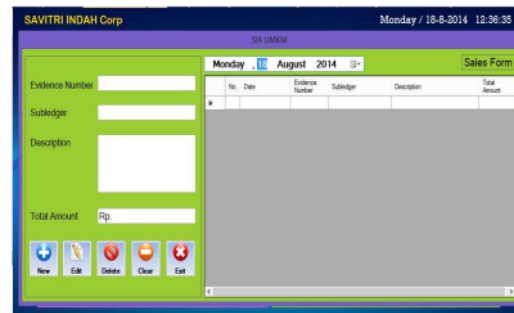 SAVITRI INDAH Corp Monday / 18-8-2014 12:36:35
SIA UMKM
Monday , 18 August 2014
Sales Form
Evidence Number
Subledger
Description
Total Amount Rp.
New Edit Delete Clear Exit
No. Date Evidence Number Subledger Description Total Amount